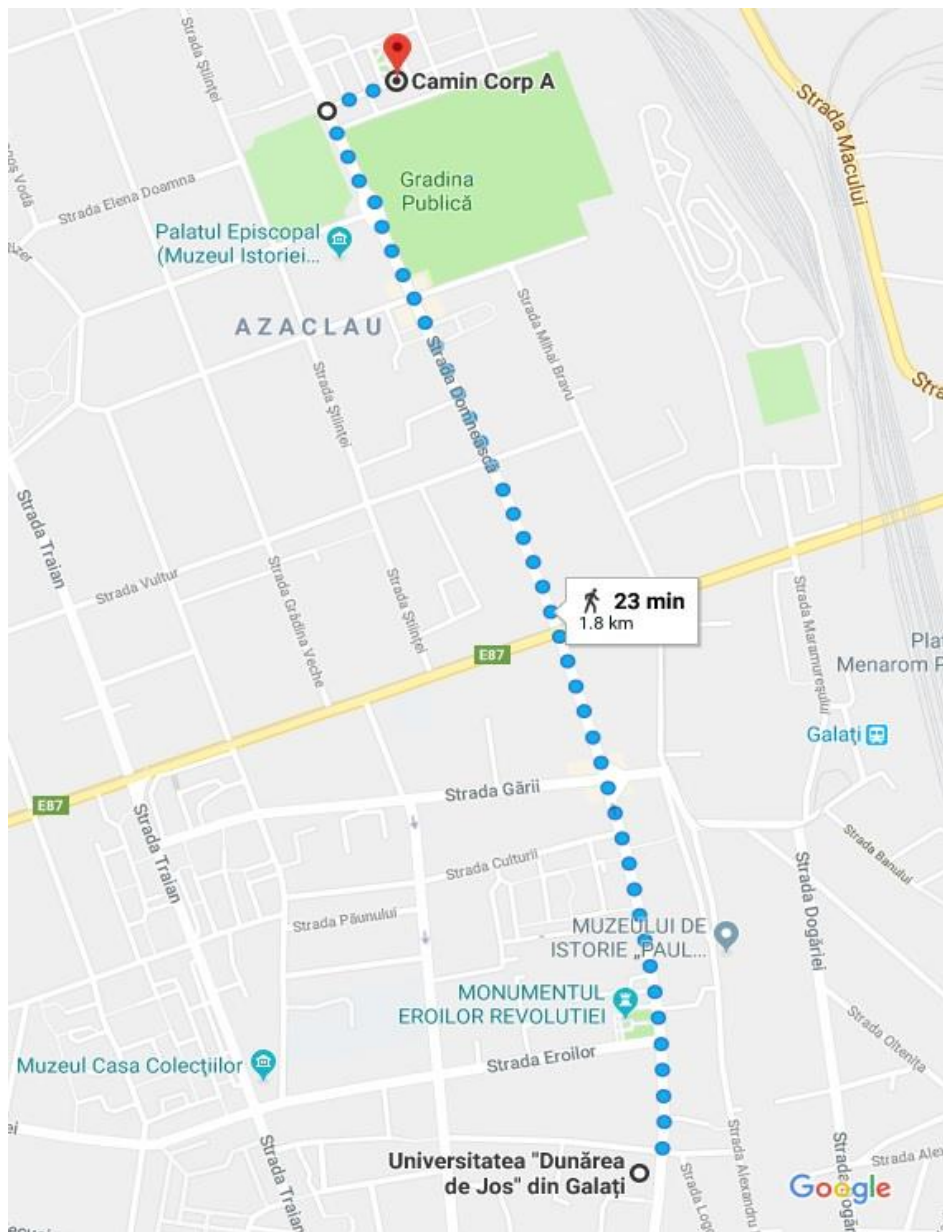 Strada Științei
Camin Corp A
Strada Macului
Gradina
Publică
Strada Elena Doamna
Palatul Episcopal
(Muzeul Istoriei...
AZACLAU
Strada Mihai Bravu
Strada Domnească
Strada Științei
Strada Traian
Strada Vultur
Strada Grădina Veche
Strada Științei
23 min
1.8 km
E87
Strada Maramureșului
Menarom P
Galați
E87
Strada Gării
Strada Traian
Strada Culturii
Strada Banului
Strada Păunului
Strada Dogăriei
MUZEULUI DE
ISTORIE „PAUL...
MONUMENTUL
EROILOR REVOLUTIEI
Strada Oltenița
Strada Eroilor
Muzeul Casa Colecțiilor
Strada Traian
Universitatea "Dunărea
de Jos" din Galați
Google